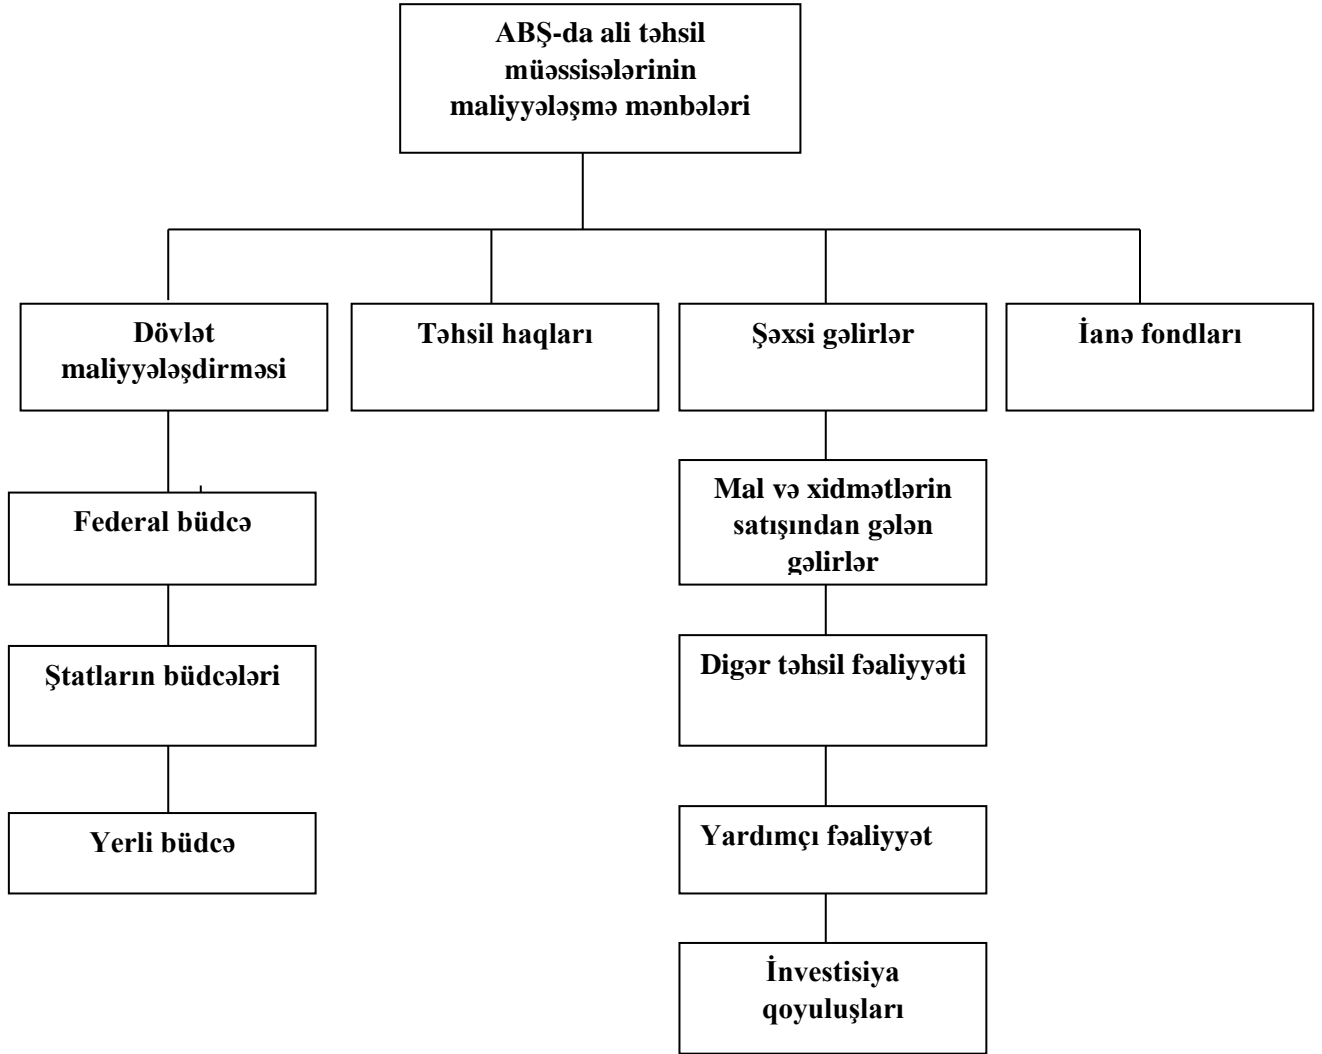 ABŞ-da ali təhsil
müəssisələrinin
maliyyələşmə mənbələri
Dövlət
maliyyələşdirməsi
Təhsil haqları
Şəxsi gəlirlər
İanə fondları
Federal büdcə
Mal və xidmətlərin
satışından gələn
gəlirlər
Ştatların büdcələri
Digər təhsil fəaliyyəti
Yerli büdcə
Yardımçı fəaliyyət
İnvestisiya
qoyuluşları